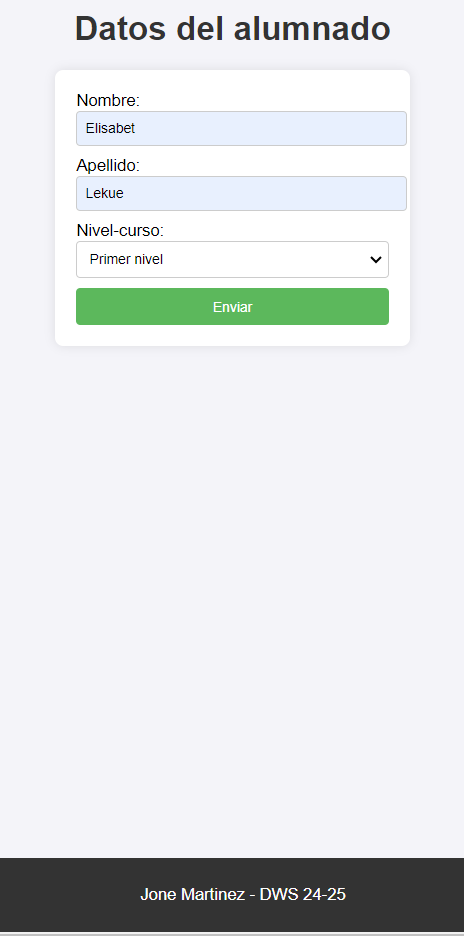 Datos del alumnado
Nombre:
Elisabet
Apellido:
Lekue
Nivel-curso:
Primer nivel
Enviar
Jone Martinez - DWS 24-25